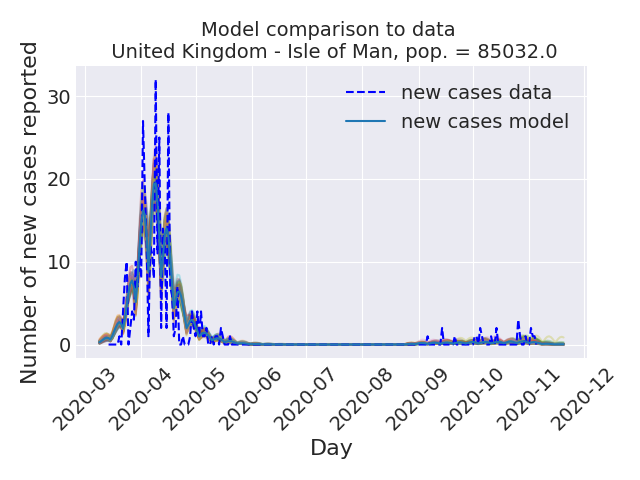 Model comparison to data
United Kingdom - Isle of Man, pop. = 85032.0
Number of new cases reported
30
20
10
0
new cases data
new cases model
2020-03
2020-04
2020-05
2020-06
2020-07
2020-08
2020-09
2020-10
2020-11
2020-12
Day